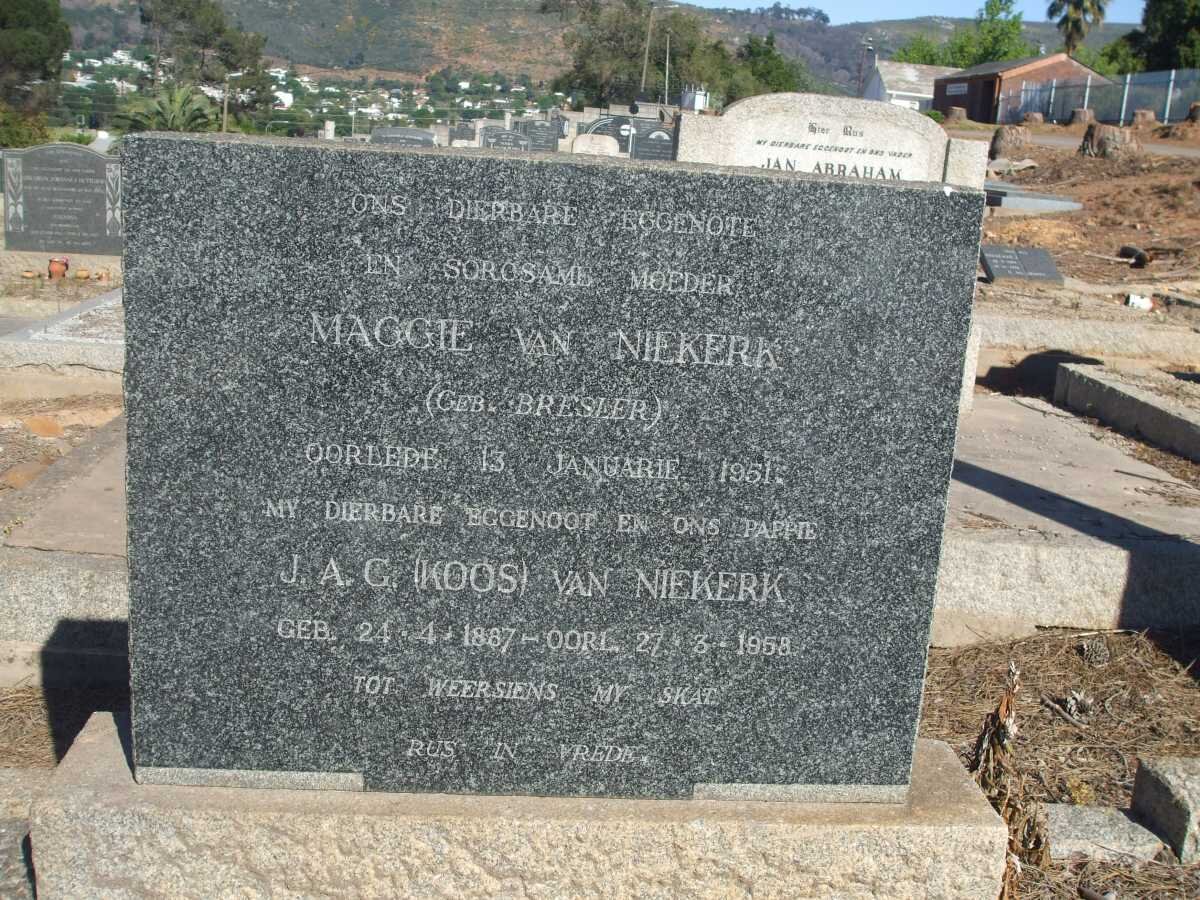 Hier Rus
MY DIERBARE EGGENOOT EN ONS VADER
JAN ABRAHAM
ONS DIERBARE EGGENOTE
EN SORGSAME MOEDER
MAGGIE VAN NIEKERK
(GEB. BRESLER)
OORLEDE 13 JANUARIE 1951.
MY DIERBARE EGGENOOT EN ONS PAPPIE
J. A. G. (KOOS) VAN NIEKERK
GEB. 24·4·1887 – OORL. 27·3·1958
TOT WEERSIENS MY SKAT
RUS IN VREDE.